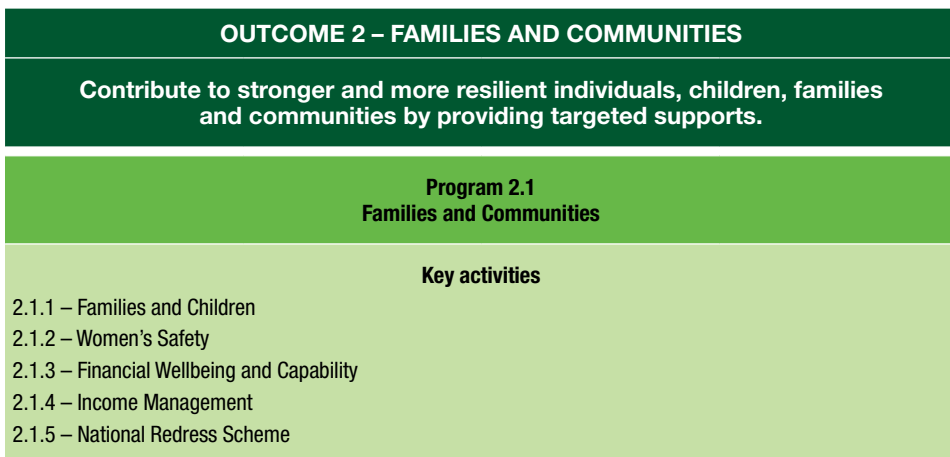 OUTCOME 2 – FAMILIES AND COMMUNITIES
Contribute to stronger and more resilient individuals, children, families
and communities by providing targeted supports.
Program 2.1
Families and Communities
Key activities
2.1.1 – Families and Children
2.1.2 – Women’s Safety
2.1.3 – Financial Wellbeing and Capability
2.1.4 – Income Management
2.1.5 – National Redress Scheme